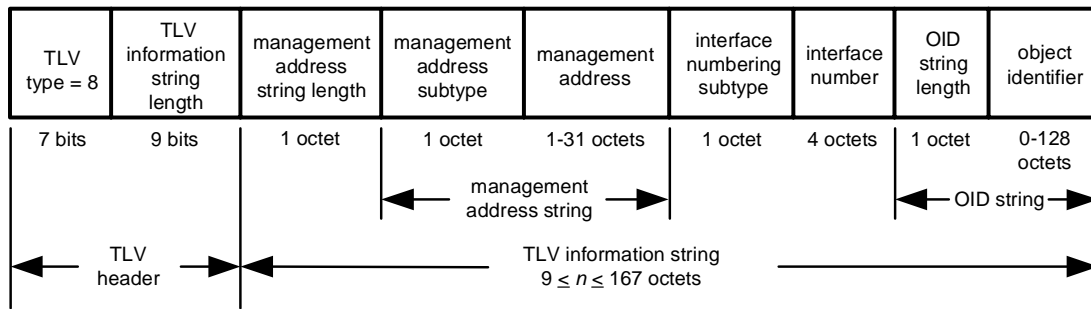 TLV
type = 8
TLV
information
string
length
management
address
string length
management
address
subtype
management
address
interface
numbering
subtype
interface
number
OID
string
length
object
identifier
7 bits
9 bits
1 octet
1 octet
1-31 octets
1 octet
4 octets
1 octet
0-128
octets
management
address string
OID string
TLV
header
TLV information string
9 ≤ n ≤ 167 octets